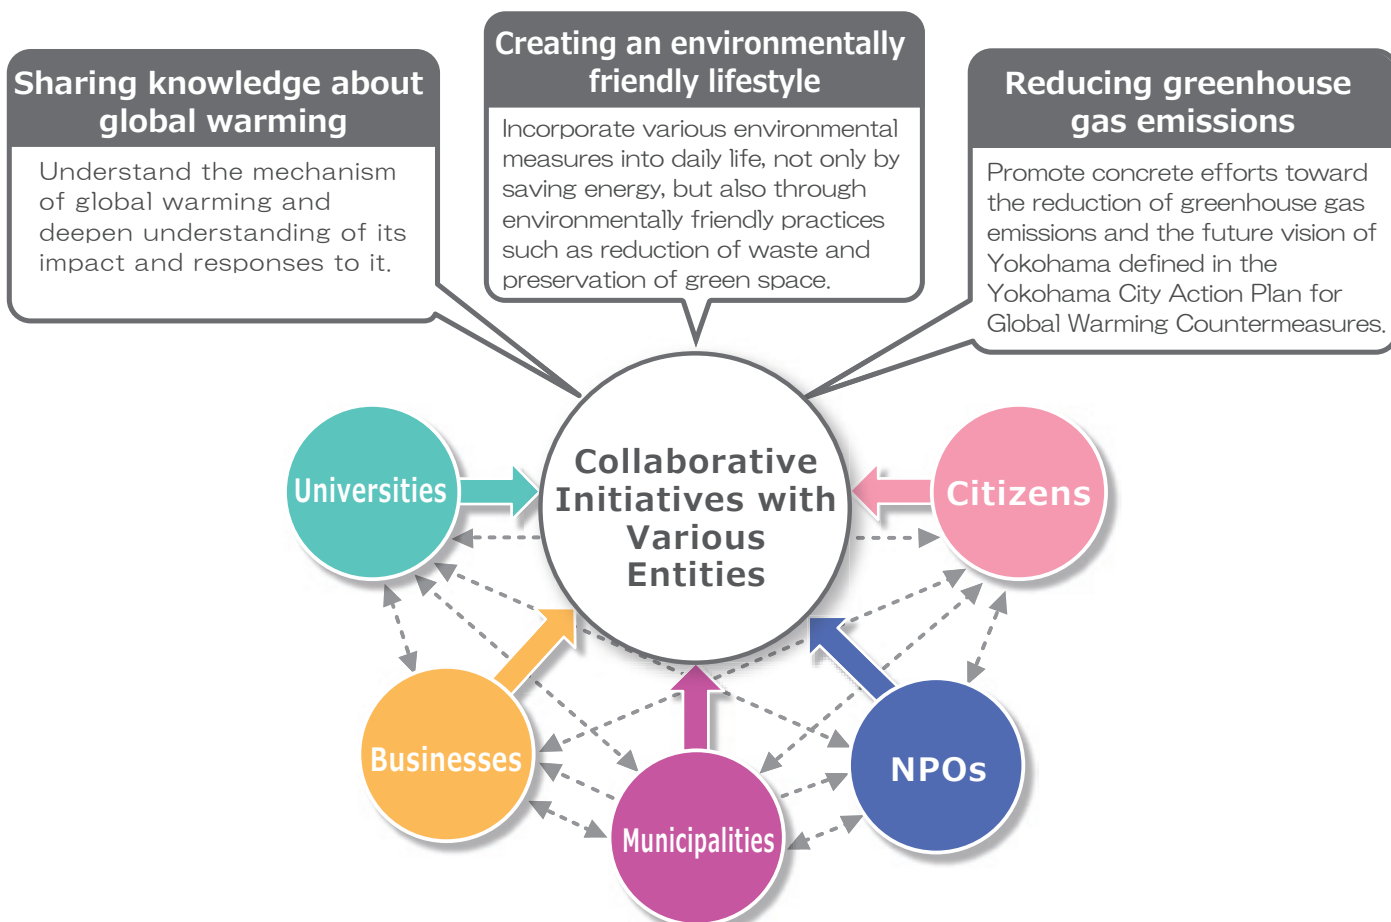 Sharing knowledge about
global warming
Understand the mechanism
of global warming and
deepen understanding of its
impact and responses to it.
Creating an environmentally
friendly lifestyle
Incorporate various environmental
measures into daily life, not only by
saving energy, but also through
environmentally friendly practices
such as reduction of waste and
preservation of green space.
Reducing greenhouse
gas emissions
Promote concrete efforts toward
the reduction of greenhouse gas
emissions and the future vision of
Yokohama defined in the
Yokohama City Action Plan for
Global Warming Countermeasures.
Collaborative
Initiatives with
Various
Entities
Universities
Citizens
Businesses
NPOs
Municipalities